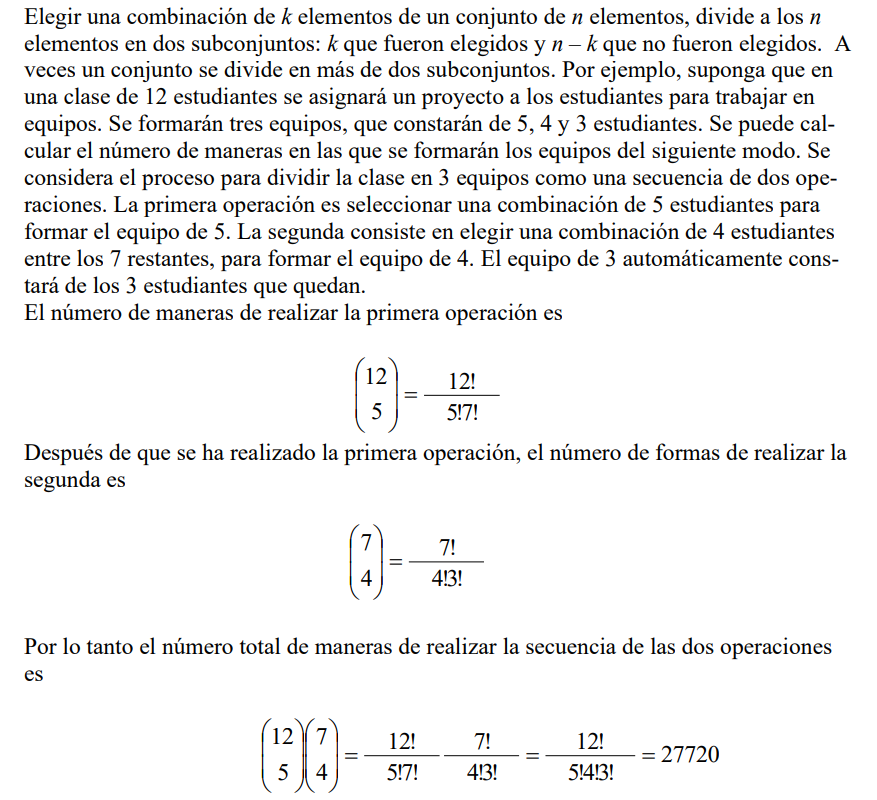 Elegir una combinación de k elementos de un conjunto de n elementos, divide a los n
elementos en dos subconjuntos: k que fueron elegidos y n – k que no fueron elegidos. A
veces un conjunto se divide en más de dos subconjuntos. Por ejemplo, suponga que en
una clase de 12 estudiantes se asignará un proyecto a los estudiantes para trabajar en
equipos. Se formarán tres equipos, que constarán de 5, 4 y 3 estudiantes. Se puede cal-
cular el número de maneras en las que se formarán los equipos del siguiente modo. Se
considera el proceso para dividir la clase en 3 equipos como una secuencia de dos ope-
raciones. La primera operación es seleccionar una combinación de 5 estudiantes para
formar el equipo de 5. La segunda consiste en elegir una combinación de 4 estudiantes
entre los 7 restantes, para formar el equipo de 4. El equipo de 3 automáticamente cons-
tará de los 3 estudiantes que quedan.
El número de maneras de realizar la primera operación es
(12 5) = 12! / 5!7!
Después de que se ha realizado la primera operación, el número de formas de realizar la
segunda es
(7 4) = 7! / 4!3!
Por lo tanto el número total de maneras de realizar la secuencia de las dos operaciones
es
(12 5)(7 4) = 12! / 5!7! 7! / 4!3! = 12! / 5!4!3! = 27720